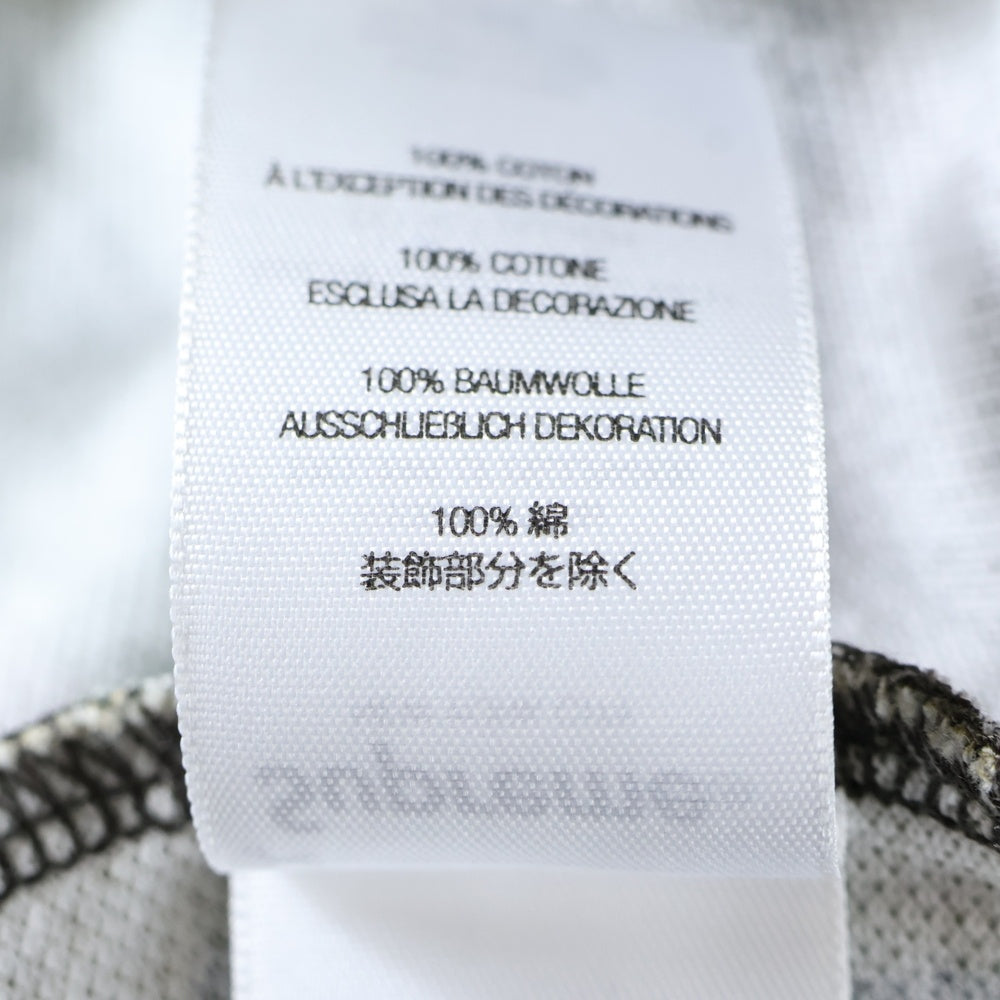 100% COTON
À L'EXCEPTION DES DÉCORATIONS
100% COTONE
ESCLUSA LA DECORAZIONE
100% BAUMWOLLE
AUSSCHLIEßLICH DEKORATION
100% 綿
装飾部分を除く